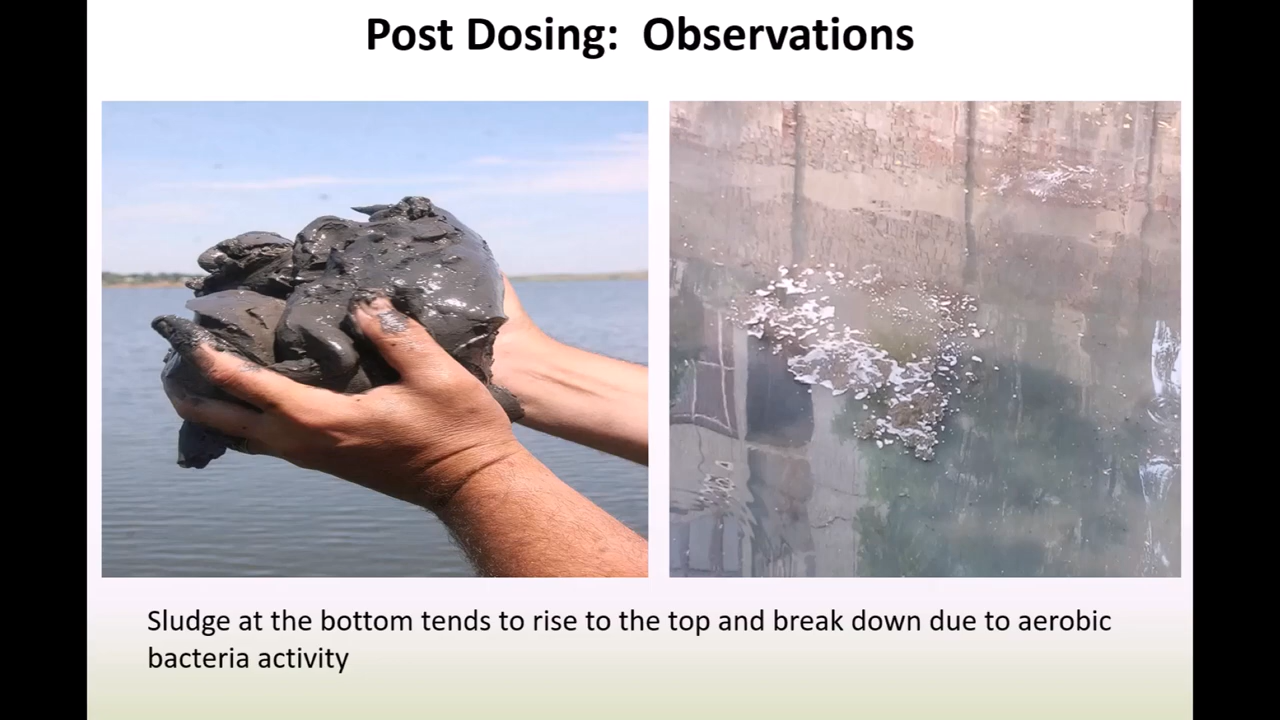 Post Dosing:  Observations
Sludge at the bottom tends to rise to the top and break down due to aerobic
bacteria activity